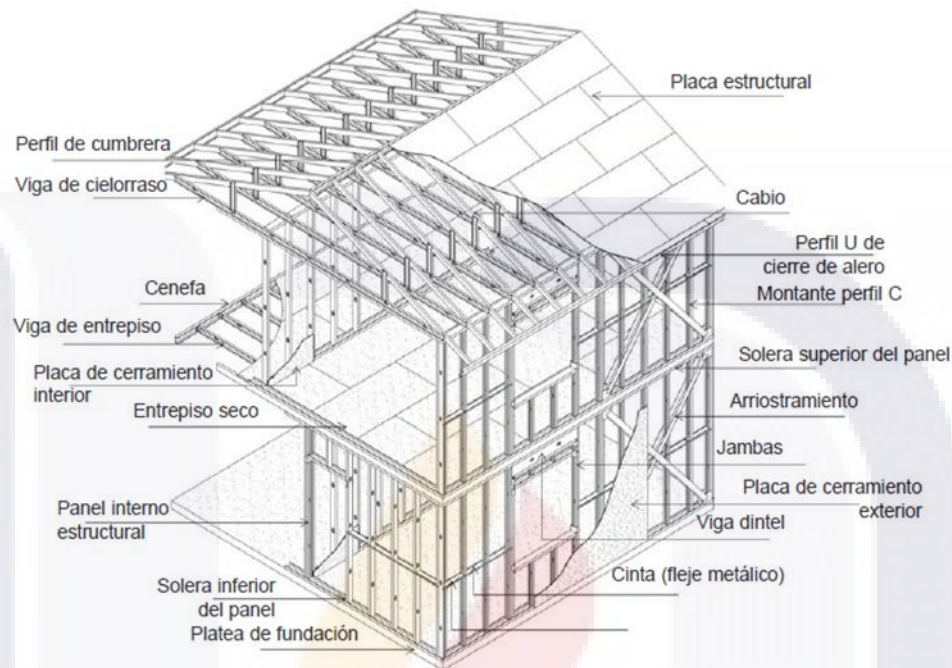 Placa estructural
Perfil de cumbrera
Viga de cielorraso
Cabio
Perfil U de
cierre de alero
Cenefa
Montante perfil C
Viga de entrepiso
Solera superior del panel
Placa de cerramiento
interior
Entrepiso seco
Arriostramiento
Jambas
Placa de cerramiento
exterior
Panel interno
estructural
Viga dintel
Cinta (fleje metálico)
Solera inferior
del panel
Platea de fundación